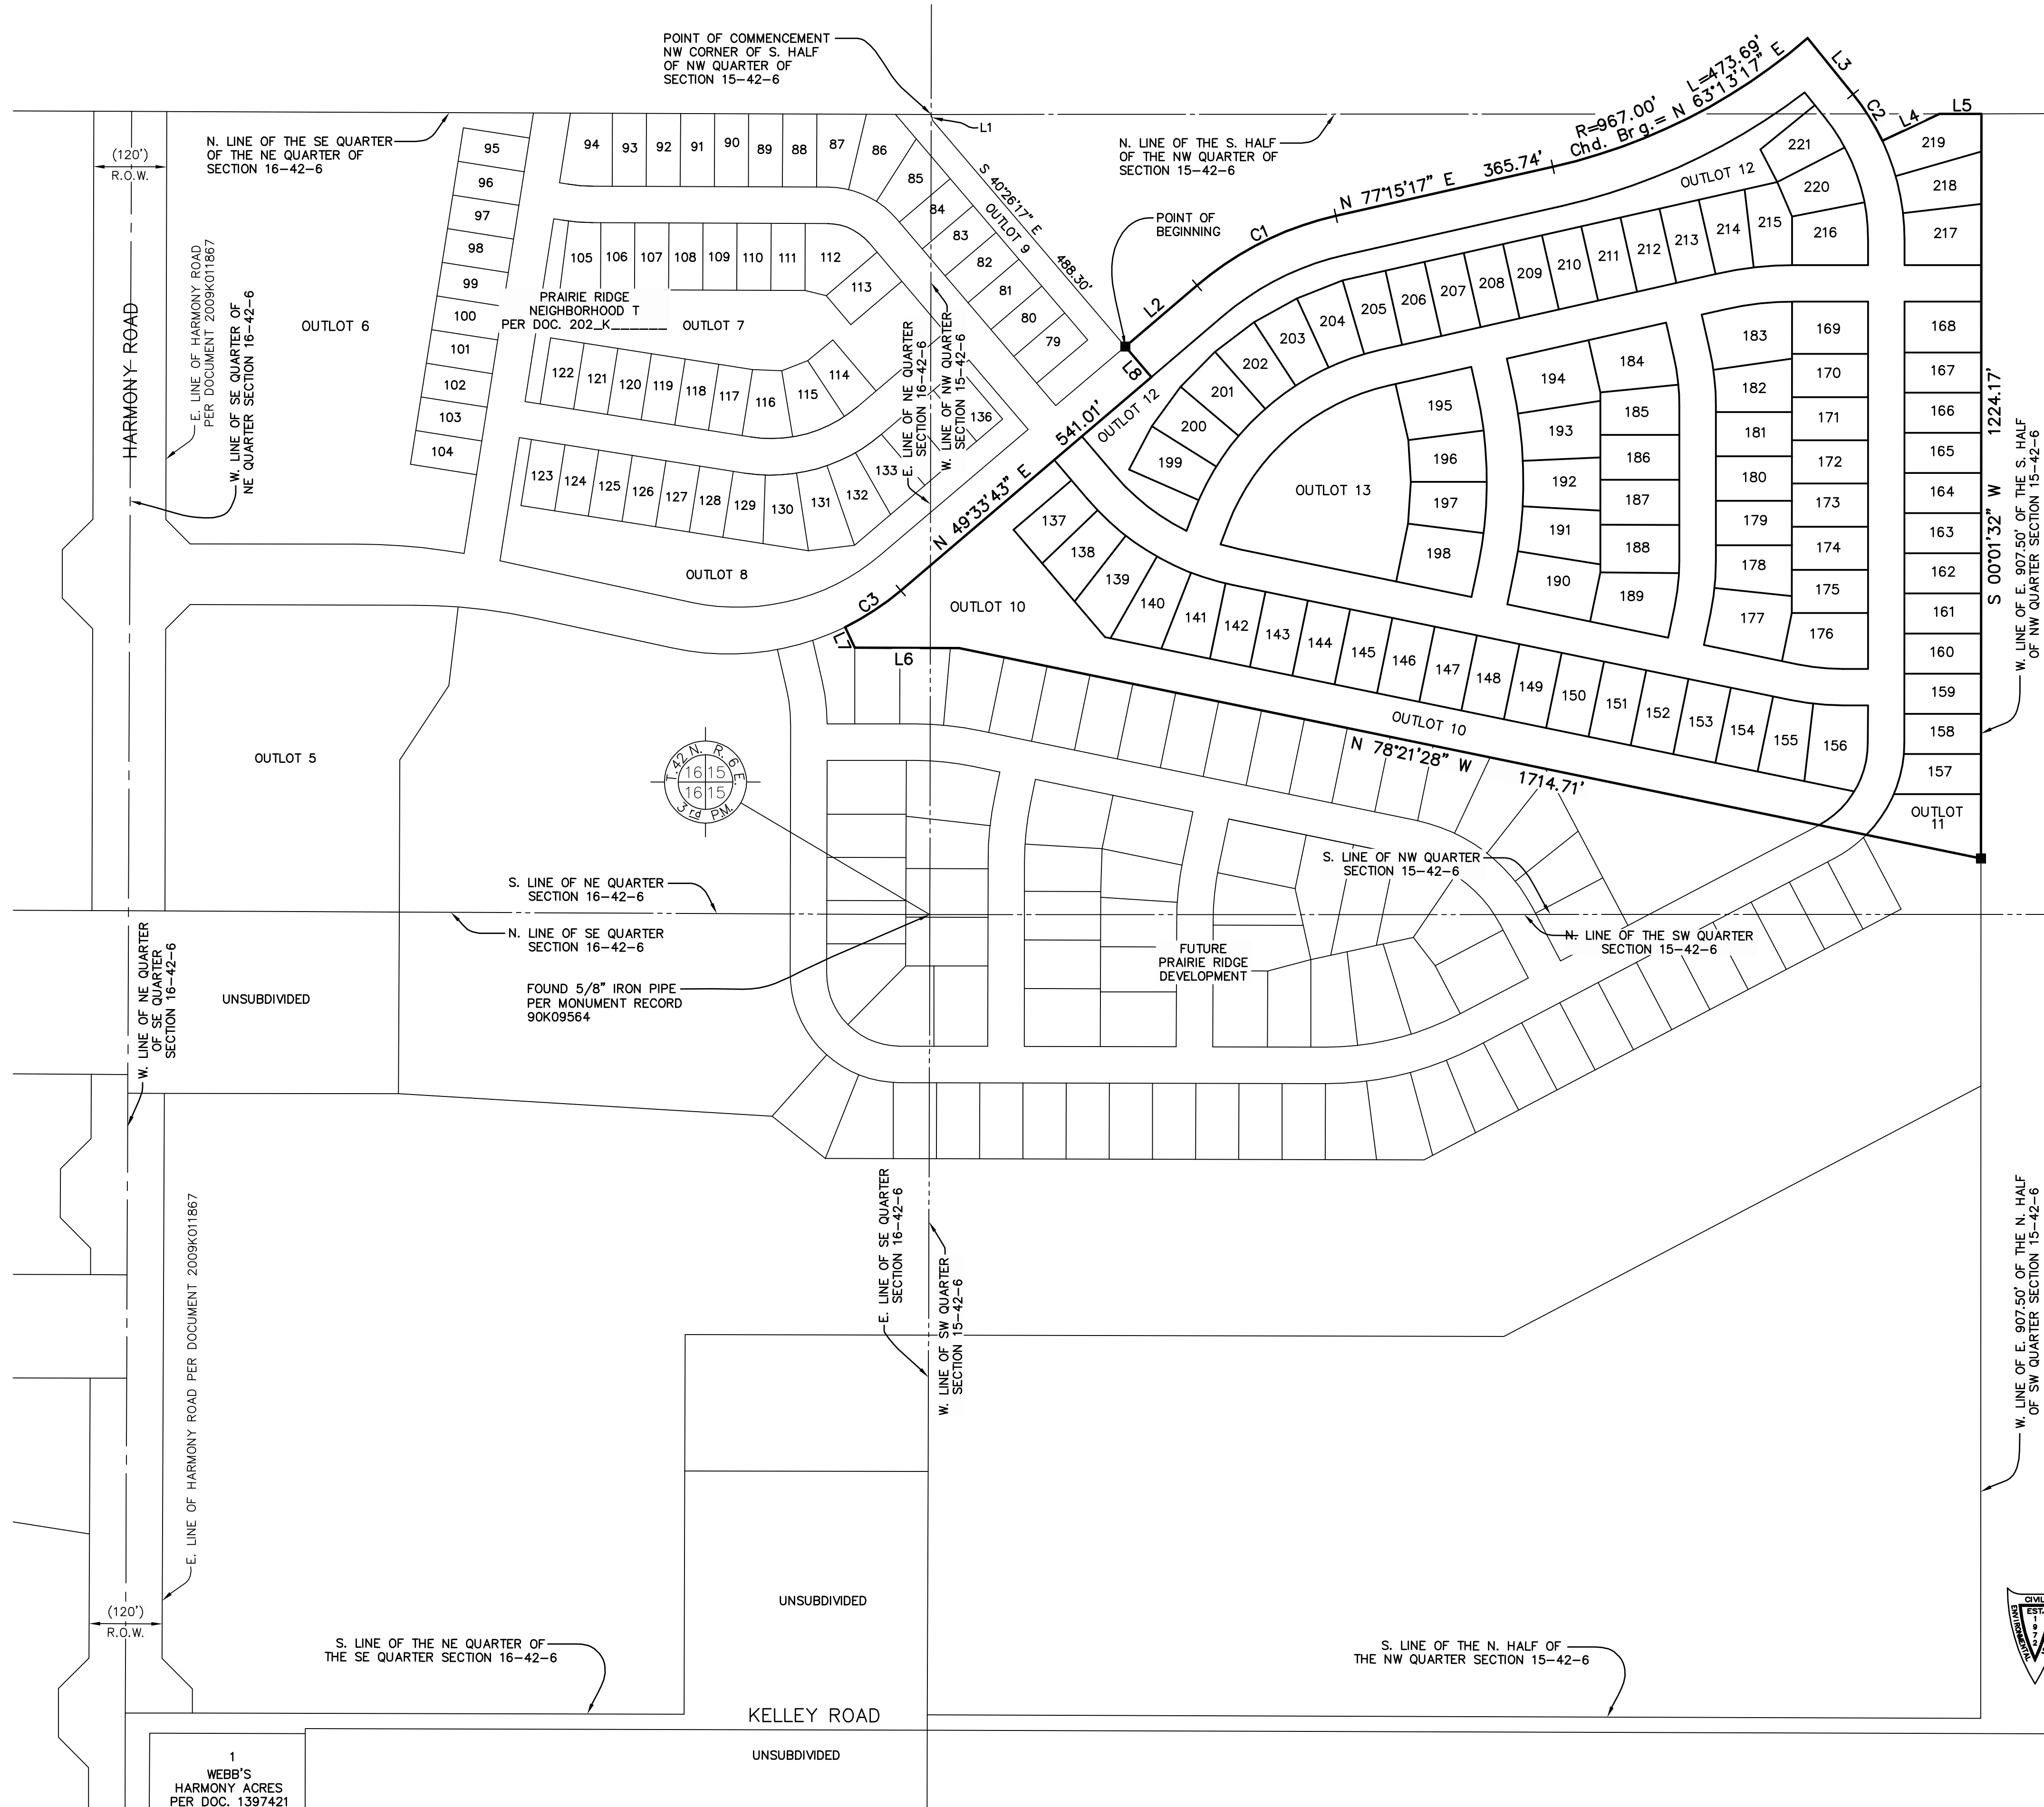 POINT OF COMMENCEMENT
NW CORNER OF S. HALF
OF NW QUARTER OF
SECTION 15-42-6
N. LINE OF THE SE QUARTER
OF THE NE QUARTER OF
SECTION 16-42-6
(120')
R.O.W.
HARMONY ROAD
E. LINE OF HARMONY ROAD
PER DOCUMENT 2009K011867
W. LINE OF SE QUARTER OF
NE QUARTER SECTION 16-42-6
L1
N. LINE OF THE S. HALF
OF THE NW QUARTER OF
SECTION 15-42-6
S 40°26'17" E
488.30'
POINT OF
BEGINNING
L2
C1
N 77°15'17" E
365.74'
R=967.00'
L=473.69'
Chd. Brg.= N 63°13'17" E
L3
C2
L4
L5
95
96
97
98
99
100
101
102
103
104
94
93
92
91
90
89
88
87
86
85
84
83
82
81
80
79
OUTLOT 9
OUTLOT 6
105
106
107
108
109
110
111
112
113
PRAIRIE RIDGE
NEIGHBORHOOD T
PER DOC. 202_K______
OUTLOT 7
122
121
120
119
118
117
116
115
114
123
124
125
126
127
128
129
130
131
132
133
136
E. LINE OF NE QUARTER
SECTION 16-42-6
W. LINE OF NW QUARTER
SECTION 15-42-6
OUTLOT 8
L8
N 49°33'43" E
541.01'
C3
L7
L6
OUTLOT 12
OUTLOT 12
221
220
216
215
214
213
212
211
210
209
208
207
206
205
204
203
202
201
200
199
219
218
217
168
167
166
165
164
163
162
161
160
159
158
157
OUTLOT
11
S 00°01'32" W
1224.17'
W. LINE OF E. 907.50' OF THE S. HALF
OF NW QUARTER SECTION 15-42-6
183
182
181
180
179
178
177
169
170
171
172
173
174
175
176
194
193
192
191
190
184
185
186
187
188
189
195
196
197
198
OUTLOT 13
OUTLOT 10
137
138
139
140
141
142
143
144
145
146
147
148
149
150
151
152
153
154
155
156
OUTLOT 10
N 78°21'28" W
1714.71'
OUTLOT 5
T.42 N. R. 6 E.
16 15
16 15
3rd P.M.
S. LINE OF NE QUARTER
SECTION 16-42-6
N. LINE OF SE QUARTER
SECTION 16-42-6
FOUND 5/8" IRON PIPE
PER MONUMENT RECORD
90K09564
S. LINE OF NW QUARTER
SECTION 15-42-6
N. LINE OF THE SW QUARTER
SECTION 15-42-6
FUTURE
PRAIRIE RIDGE
DEVELOPMENT
W. LINE OF NE QUARTER
OF SE QUARTER
SECTION 16-42-6
UNSUBDIVIDED
E. LINE OF HARMONY ROAD PER DOCUMENT 2009K011867
E. LINE OF SE QUARTER
SECTION 16-42-6
W. LINE OF SW QUARTER
SECTION 15-42-6
W. LINE OF E. 907.50' OF THE N. HALF
OF SW QUARTER SECTION 15-42-6
(120')
R.O.W.
UNSUBDIVIDED
S. LINE OF THE NE QUARTER OF
THE SE QUARTER SECTION 16-42-6
S. LINE OF THE N. HALF OF
THE NW QUARTER SECTION 15-42-6
KELLEY ROAD
UNSUBDIVIDED
1
WEBB'S
HARMONY ACRES
PER DOC. 1397421
CIVIL
EST.
1
9
7
2
ENVIRONMENTAL